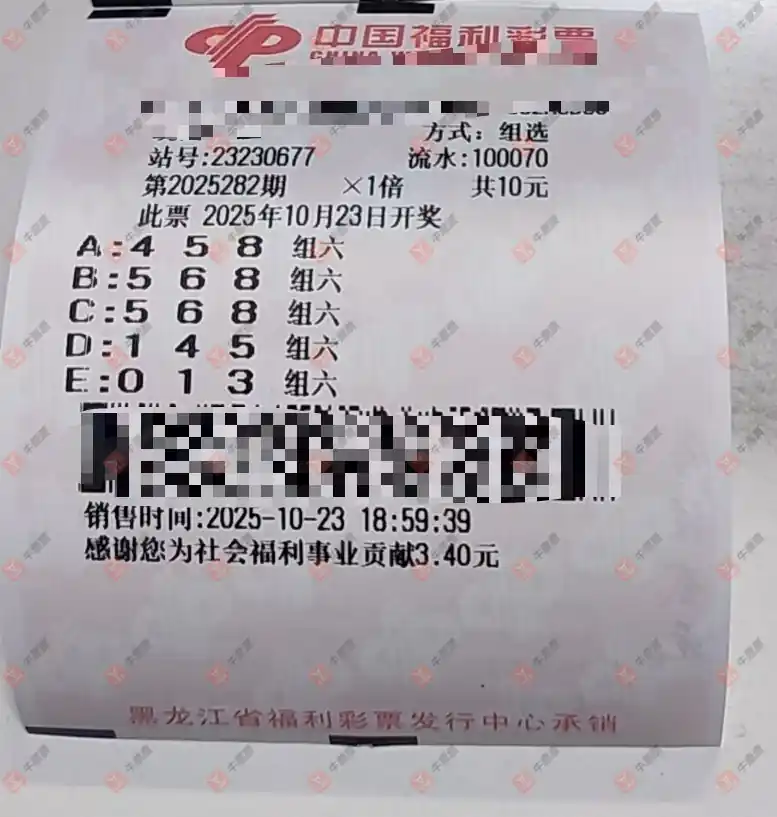 中国福利彩票
方式：组选
站号:23230677 流水:100070
第2025282期 ×1倍 共10元
此票 2025年10月23日开奖
A:4 5 8 组六
B:5 6 8 组六
C:5 6 8 组六
D:1 4 5 组六
E:0 1 3 组六
销售时间:2025-10-23 18:59:39
感谢您为社会福利事业贡献3.40元
黑龙江省福利彩票发行中心承销